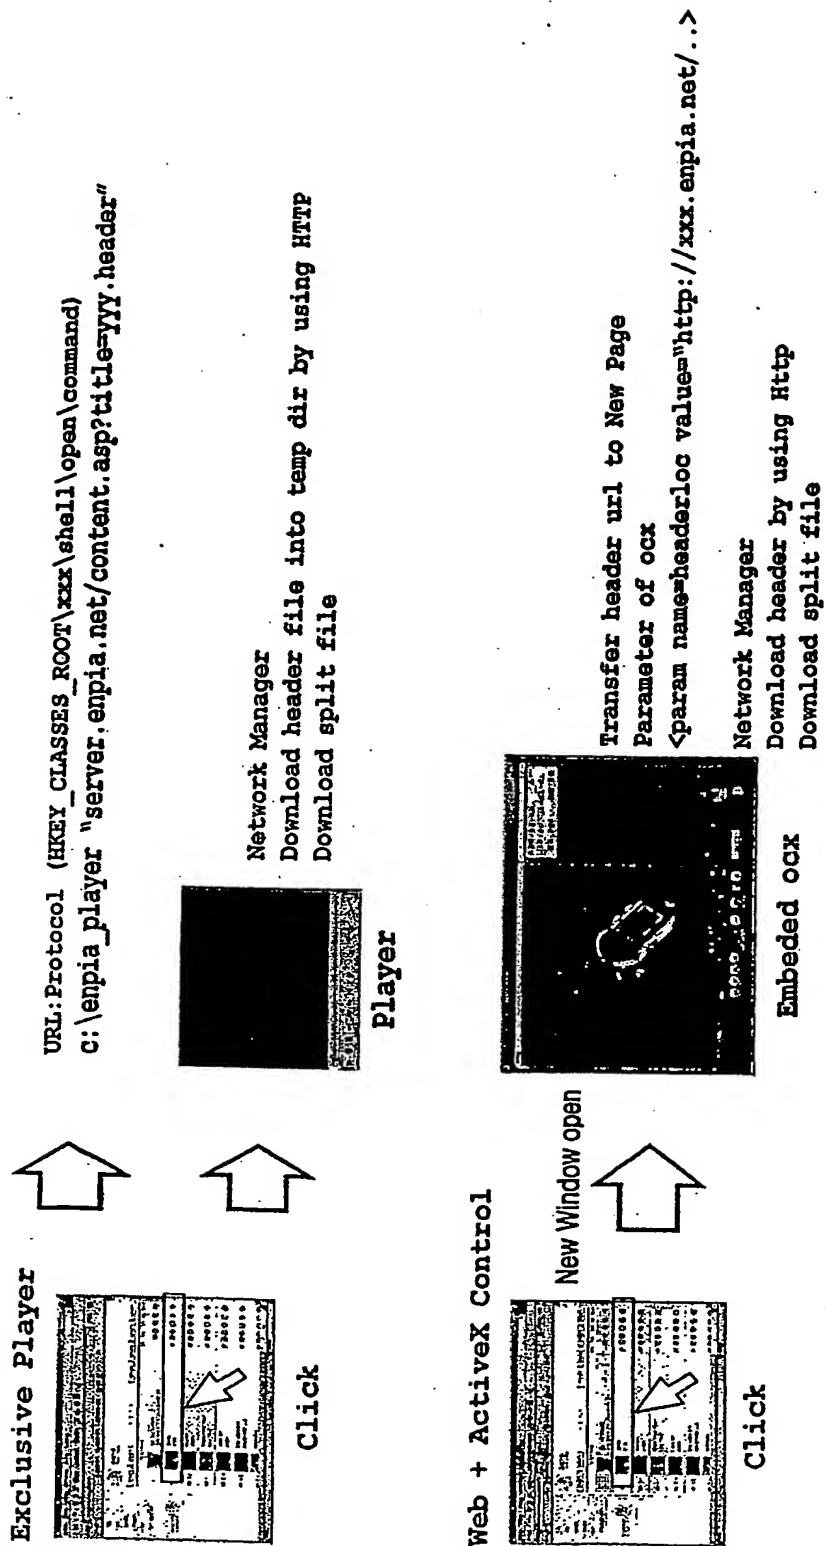 Exclusive Player
Click
URL:Protocol (HKEY_CLASSES_ROOT\xxx\shell\open\command)
C:\enpia_player "server.enpia.net/content.asp?title=yyy.header"
Player
Network Manager
Download header file into temp dir by using HTTP
Download split file
Web + ActiveX Control
Click
New Window open
Embeded ocx
Transfer header url to New Page
Parameter of ocx
<param name=headerloc value="http://xxx.enpia.net/..>
Network Manager
Download header by using Http
Download split file